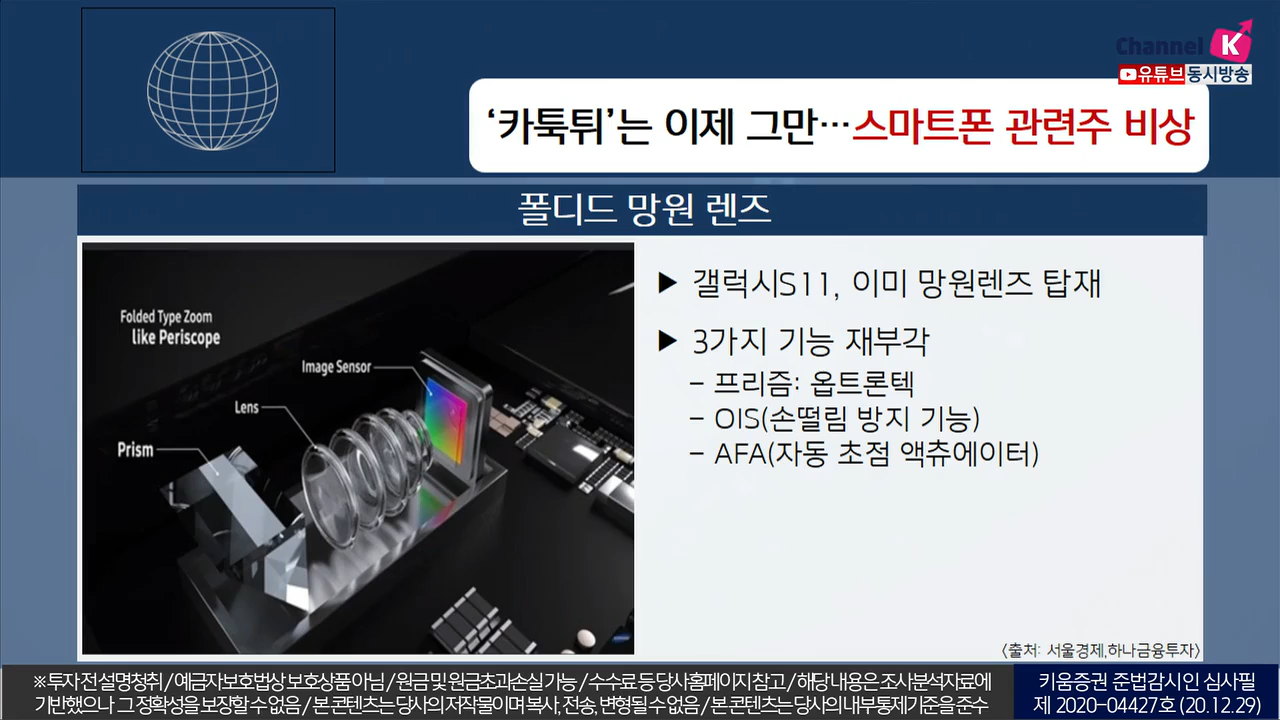 Channel K
유튜브동시방송
‘카툭튀’는 이제 그만…스마트폰 관련주 비상
폴디드 망원 렌즈
Folded Type Zoom
like Periscope
Image Sensor
Lens
Prism
▶ 갤럭시S11, 이미 망원렌즈 탑재
▶ 3가지 기능 재부각
– 프리즘: 옵트론텍
– OIS(손떨림 방지 기능)
– AFA(자동 초점 액츄에이터)
<출처: 서울경제,하나금융투자>
※ 투자 전 설명청취 / 예금자보호법상 보호상품 아님 / 원금 및 원금초과손실 가능 / 수수료 등 당사홈페이지 참고 / 해당 내용은 조사분석자료에
기반했으나 그 정확성을 보장할 수 없음 / 본 콘텐츠는 당사의 저작물이며 복사, 전송, 변형될 수 없음 / 본 콘텐츠는 당사의 내부통제기준을 준수
키움증권 준법감시인 심사필
제 2020-04427호 (20.12.29)